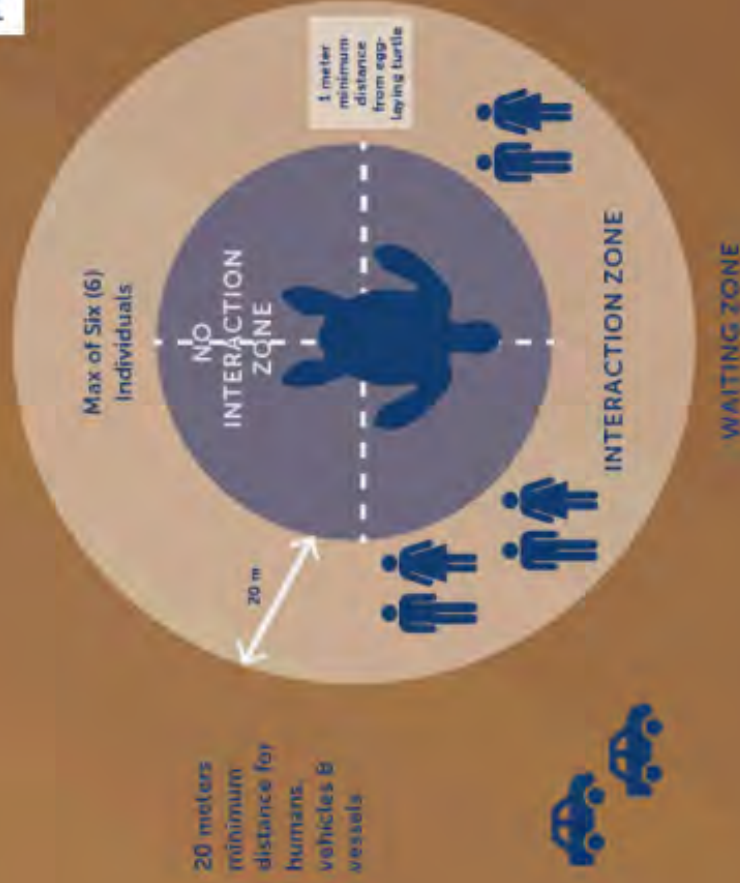 Max of Six (6)
Individuals
NO
INTERACTION
ZONE
1 meter
minimum
distance
from egg-
laying turtle
20 m
20 meters
minimum
distance for
humans,
vehicles &
vessels
INTERACTION ZONE
WAITING ZONE